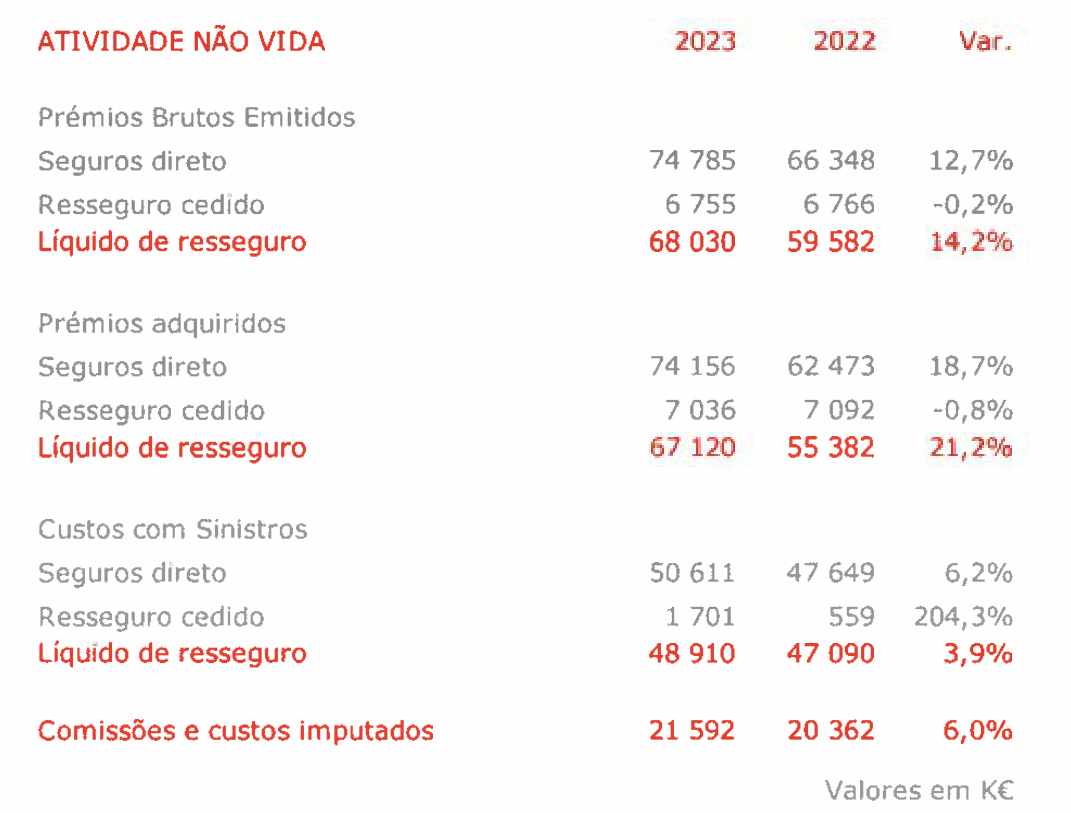 ATIVIDADE NÃO VIDA 2023 2022 Var.
Prémios Brutos Emitidos
Seguros direto 74 785 66 348 12,7%
Resseguro cedido 6 755 6 766 -0,2%
Líquido de resseguro 68 030 59 582 14,2%
Prémios adquiridos
Seguros direto 74 156 62 473 18,7%
Resseguro cedido 7 036 7 092 -0,8%
Líquido de resseguro 67 120 55 382 21,2%
Custos com Sinistros
Seguros direto 50 611 47 649 6,2%
Resseguro cedido 1 701 559 204,3%
Líquido de resseguro 48 910 47 090 3,9%
Comissões e custos imputados 21 592 20 362 6,0%
Valores em K€